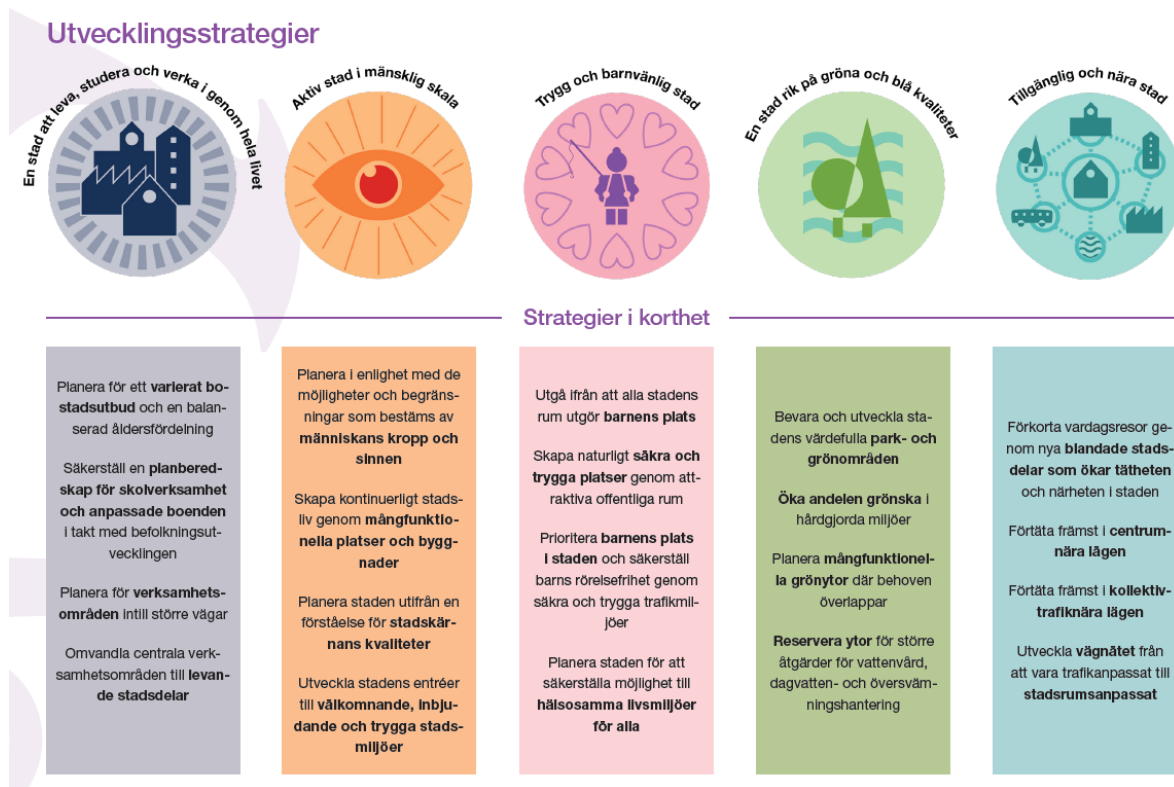 Utvecklingsstrategier
En stad att leva, studera och verka i genom hela livet
Aktiv stad i mänsklig skala
Trygg och barnvänlig stad
En stad rik på gröna och blå kvaliteter
Tillgänglig och nära stad
Strategier i korthet
Planera för ett varierat bo-
stadsutbud och en balan-
serad åldersfördelning
Säkerställ en planbered-
skap för skolverksamhet
och anpassade boenden
i takt med befolkningsut-
vecklingen
Planera för verksamhets-
områden intill större vägar
Omvandla centrala verk-
samhetsområden till levan-
de stadsdelar
Planera i enlighet med de
möjligheter och begräns-
ningar som bestäms av
människans kropp och
sinnen
Skapa kontinuerligt stads-
liv genom mångfunktio-
nella platser och bygg-
nader
Planera staden utifrån en
förståelse för stadskär-
nans kvaliteter
Utveckla stadens entréer
till välkomnande, inbju-
dande och trygga stads-
miljöer
Utgå ifrån att alla stadens
rum utgör barnens plats
Skapa naturligt säkra och
trygga platser genom att-
raktiva offentliga rum
Prioritera barnens plats
i staden och säkerställ
barns rörelsefrihet genom
säkra och trygga trafikmil-
jöer
Planera staden för att
säkerställa möjlighet till
hälsosamma livsmiljöer
för alla
Bevara och utveckla sta-
dens värdefulla park- och
grönområden
Öka andelen grönska i
hårdgjorda miljöer
Planera mångfunktionel-
la grönytor där behoven
överlappar
Reservera ytor för större
åtgärder för vattenvård,
dagvatten- och översväm-
ningshantering
Förkorta vardagsresor ge-
nom nya blandade stads-
delar som ökar tätheten
och närheten i staden
Förtäta främst i centrum-
nära lägen
Förtäta främst i kollektiv-
trafiknära lägen
Utveckla vägnätet från
att vara trafikanpassat till
stadsrumsanpassat